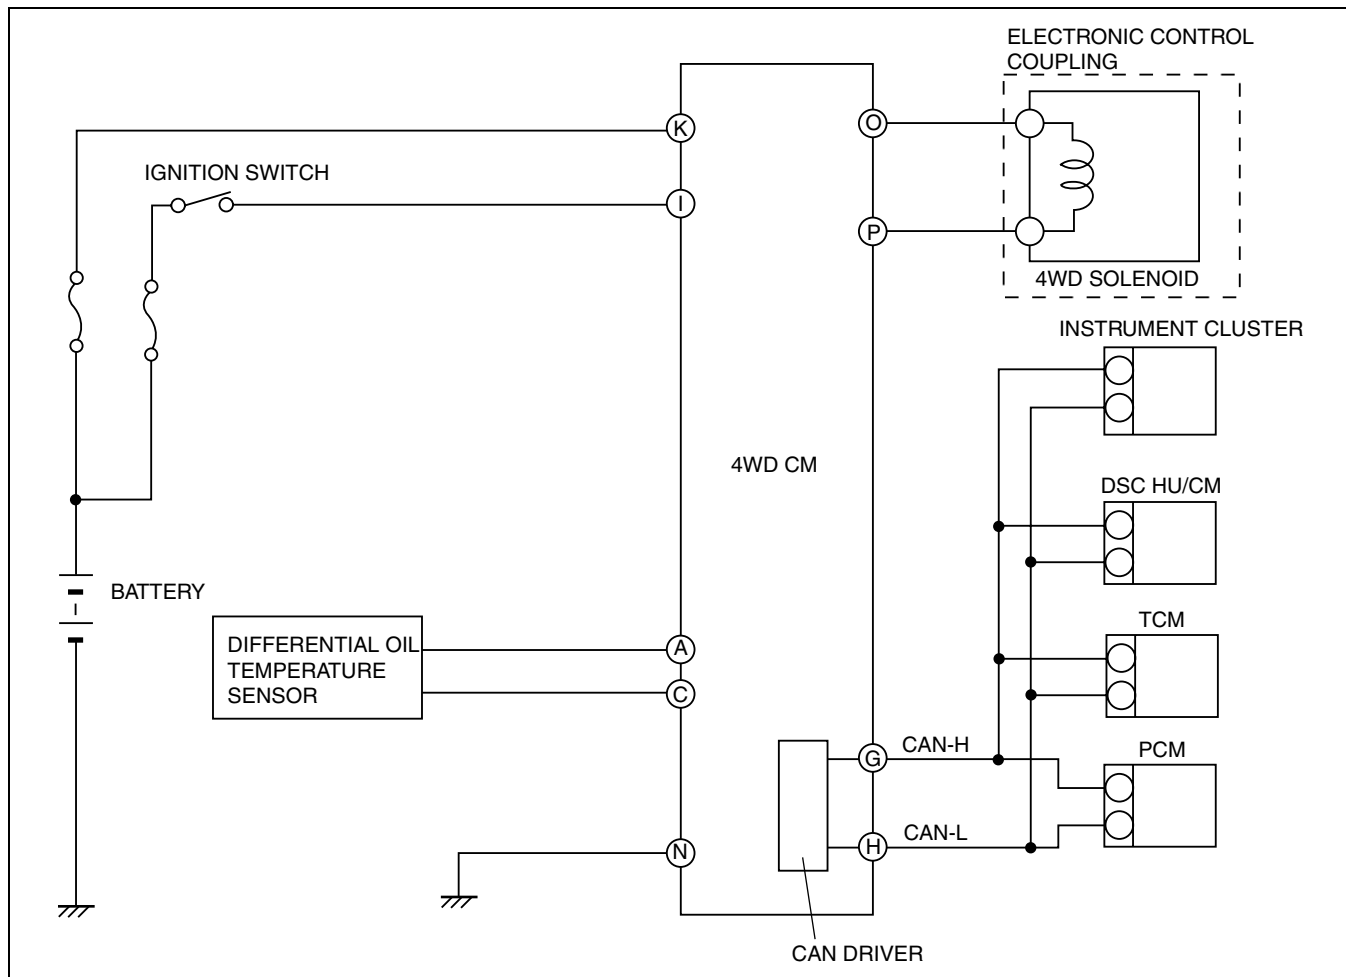 ELECTRONIC CONTROL
COUPLING
K
O
IGNITION SWITCH
I
P
4WD SOLENOID
INSTRUMENT CLUSTER
4WD CM
DSC HU/CM
BATTERY
TCM
DIFFERENTIAL OIL
TEMPERATURE
SENSOR
A
C
CAN-H
PCM
G
CAN-L
N
H
CAN DRIVER